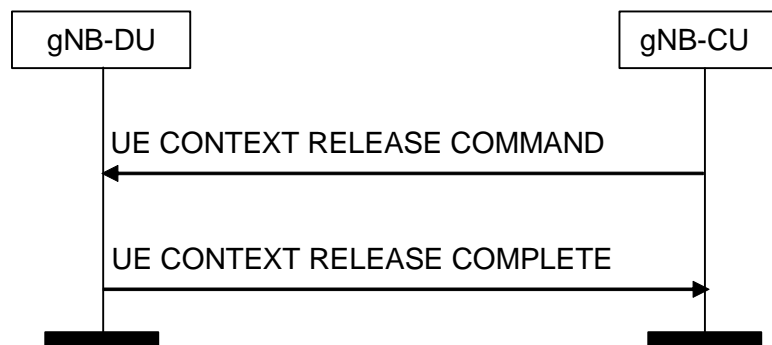 gNB-DU
gNB-CU
UE CONTEXT RELEASE COMMAND
UE CONTEXT RELEASE COMPLETE